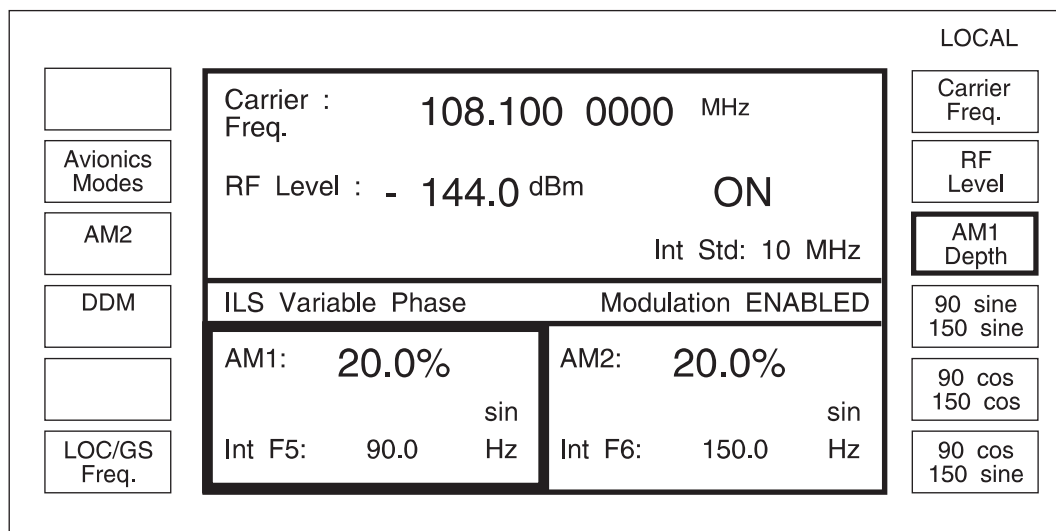 LOCAL
Avionics
Modes
AM2
DDM
LOC/GS
Freq.
Carrier :
Freq.
108.100 0000 MHz
RF Level : - 144.0 dBm ON
Int Std: 10 MHz
ILS Variable Phase Modulation ENABLED
AM1: 20.0%
sin
Int F5: 90.0 Hz
AM2: 20.0%
sin
Int F6: 150.0 Hz
Carrier
Freq.
RF
Level
AM1
Depth
90 sine
150 sine
90 cos
150 cos
90 cos
150 sine